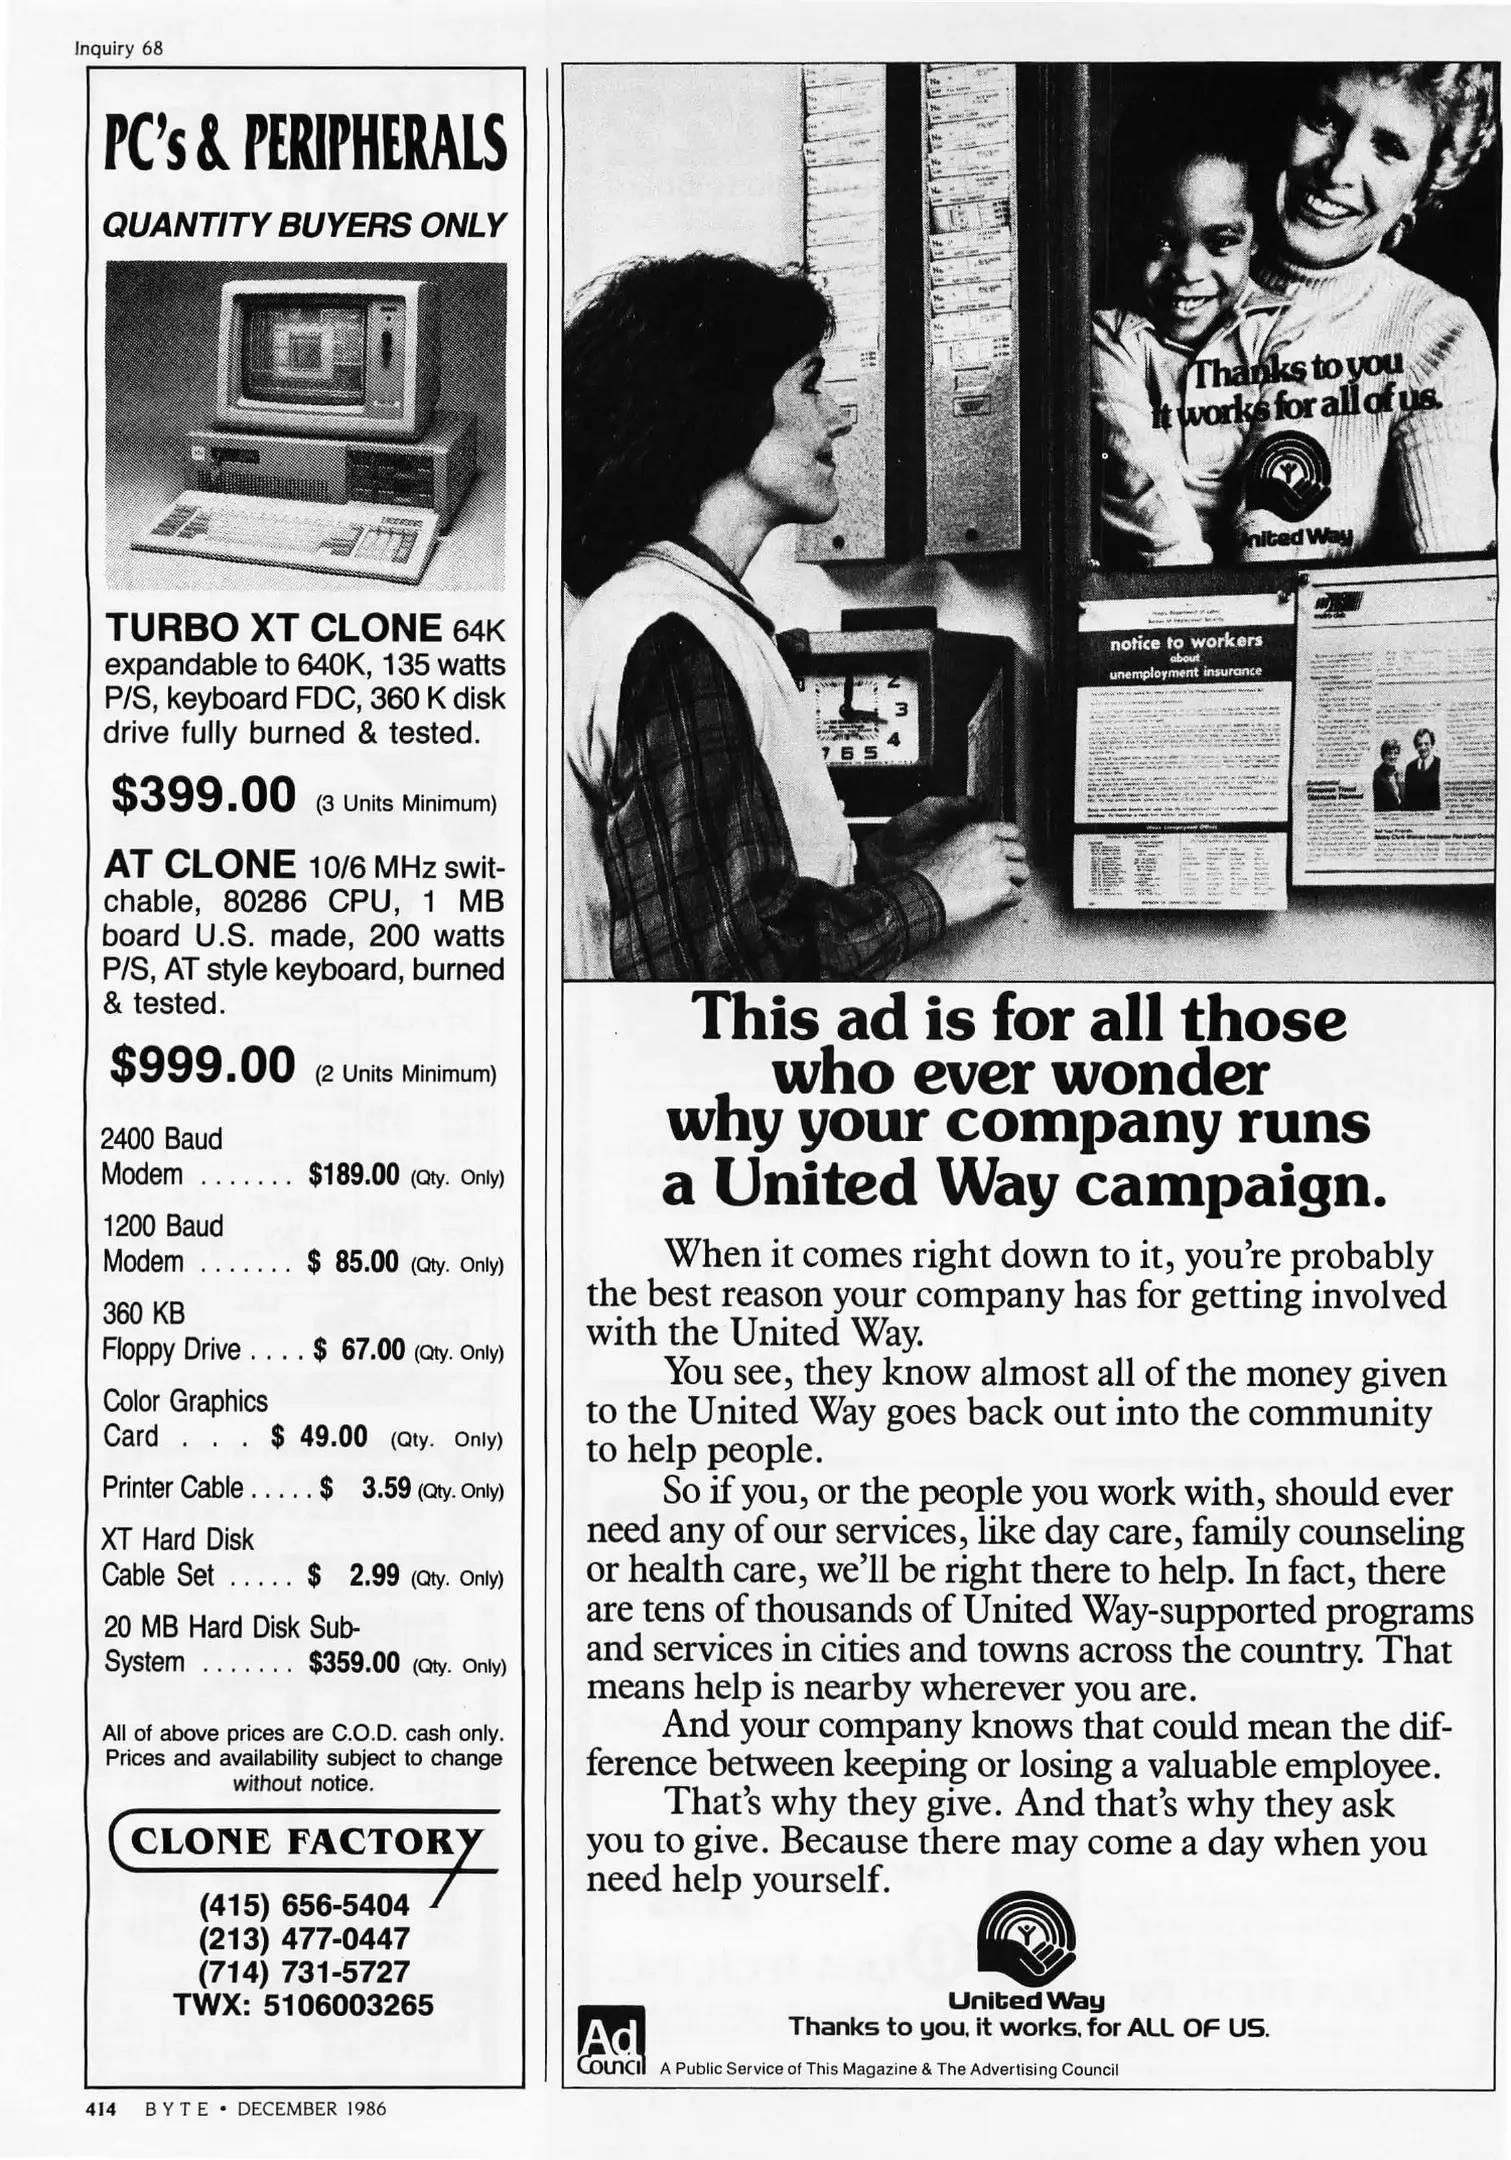 Inquiry 68
PC's & PERIPHERALS
QUANTITY BUYERS ONLY
TURBO XT CLONE 64K
expandable to 640K, 135 watts
P/S, keyboard FDC, 360 K disk
drive fully burned & tested.
$399.00 (3 Units Minimum)
AT CLONE 10/6 MHz swit-
chable, 80286 CPU, 1 MB
board U.S. made, 200 watts
P/S, AT style keyboard, burned
& tested.
$999.00 (2 Units Minimum)
2400 Baud
Modem ....... $189.00 (Qty. Only)
1200 Baud
Modem ....... $ 85.00 (Qty. Only)
360 KB
Floppy Drive .... $ 67.00 (Qty. Only)
Color Graphics
Card . . . $ 49.00 (Qty. Only)
Printer Cable ..... $ 3.59 (Qty. Only)
XT Hard Disk
Cable Set ..... $ 2.99 (Qty. Only)
20 MB Hard Disk Sub-
System ....... $359.00 (Qty. Only)
All of above prices are C.O.D. cash only.
Prices and availability subject to change
without notice.
CLONE FACTORY
(415) 656-5404
(213) 477-0447
(714) 731-5727
TWX: 5106003265
Thanks to you
it works for all of us.
United Way
notice to workers
about
unemployment insurance
2
3
4
7 6 5
This ad is for all those
who ever wonder
why your company runs
a United Way campaign.
When it comes right down to it, you're probably
the best reason your company has for getting involved
with the United Way.
You see, they know almost all of the money given
to the United Way goes back out into the community
to help people.
So if you, or the people you work with, should ever
need any of our services, like day care, family counseling
or health care, we'll be right there to help. In fact, there
are tens of thousands of United Way-supported programs
and services in cities and towns across the country. That
means help is nearby wherever you are.
And your company knows that could mean the dif-
ference between keeping or losing a valuable employee.
That's why they give. And that's why they ask
you to give. Because there may come a day when you
need help yourself.
United Way
Thanks to you, it works, for ALL OF US.
Ad
Council
A Public Service of This Magazine & The Advertising Council
414 BYTE • DECEMBER 1986